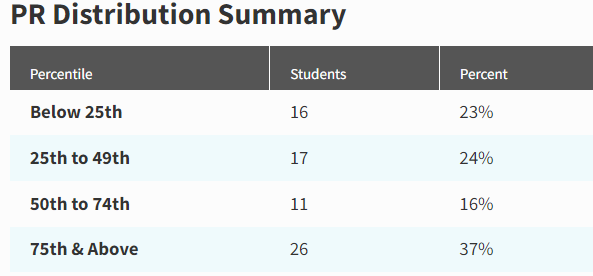 PR Distribution Summary
Percentile Students Percent
Below 25th 16 23%
25th to 49th 17 24%
50th to 74th 11 16%
75th & Above 26 37%